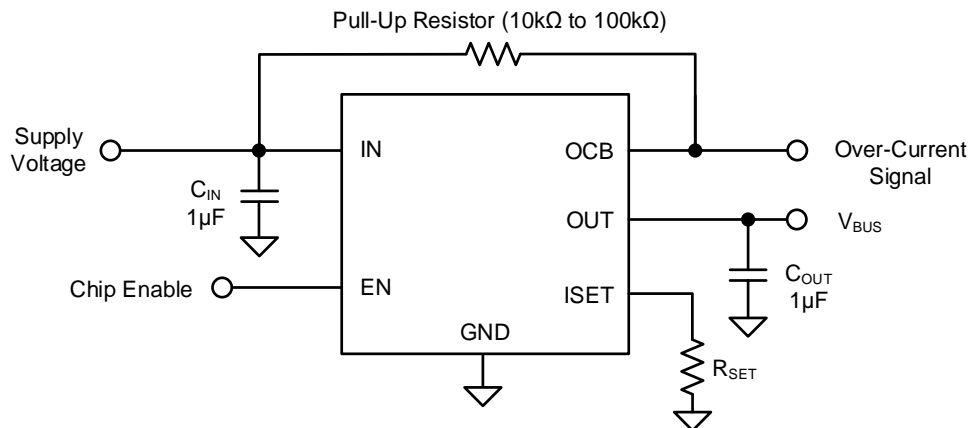 Pull-Up Resistor (10kΩ to 100kΩ)
Supply
Voltage
IN
OCB
Over-Current
Signal
CIN
1µF
OUT
VBUS
Chip Enable
EN
ISET
COUT
1µF
GND
RSET